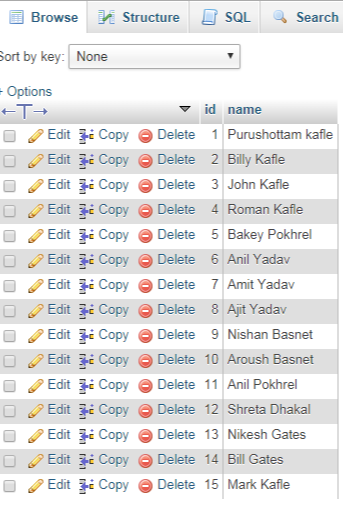 Browse Structure SQL Search
Sort by key: None
+ Options
←T→ id name
Edit Copy Delete 1 Purushottam kafle
Edit Copy Delete 2 Billy Kafle
Edit Copy Delete 3 John Kafle
Edit Copy Delete 4 Roman Kafle
Edit Copy Delete 5 Bakey Pokhrel
Edit Copy Delete 6 Anil Yadav
Edit Copy Delete 7 Amit Yadav
Edit Copy Delete 8 Ajit Yadav
Edit Copy Delete 9 Nishan Basnet
Edit Copy Delete 10 Aroush Basnet
Edit Copy Delete 11 Anil Pokhrel
Edit Copy Delete 12 Shreta Dhakal
Edit Copy Delete 13 Nikesh Gates
Edit Copy Delete 14 Bill Gates
Edit Copy Delete 15 Mark Kafle